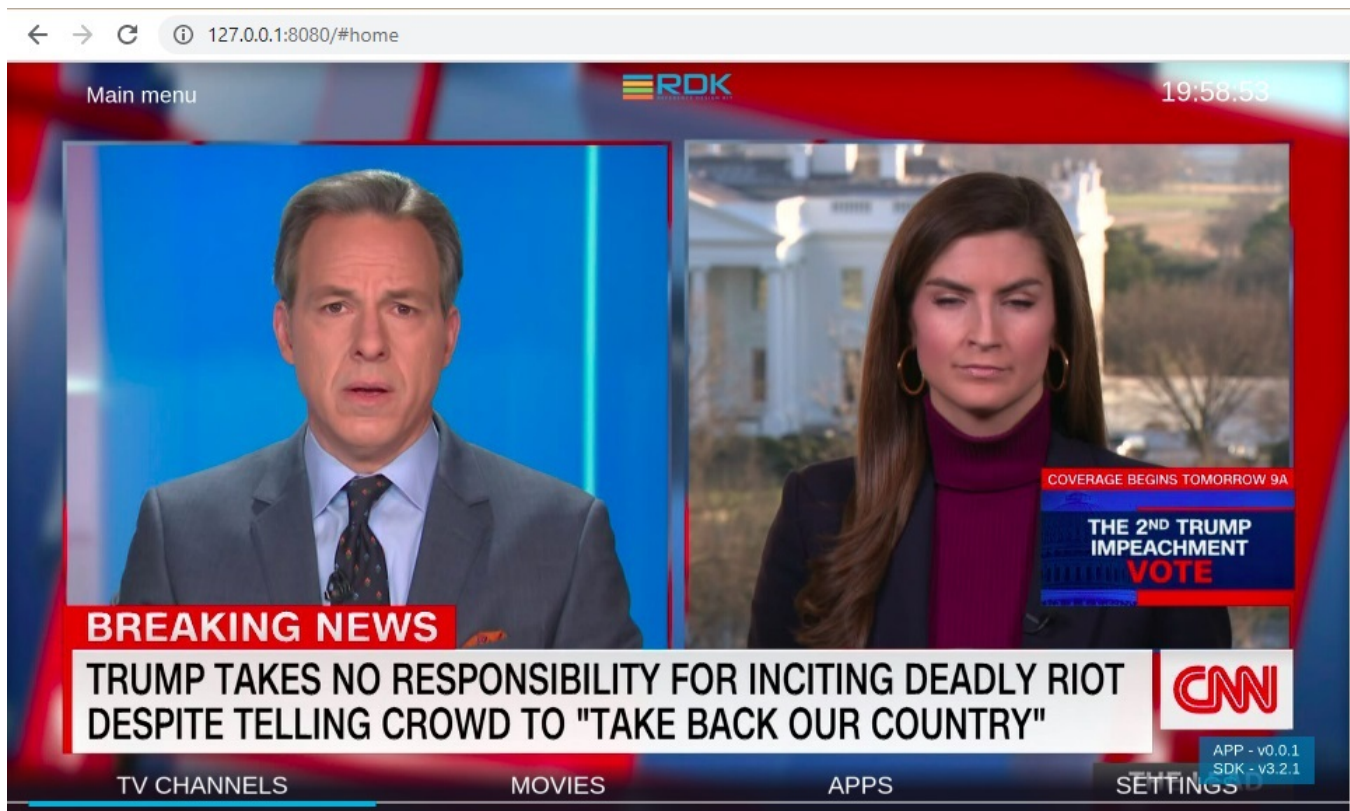 127.0.0.1:8080/#home
Main menu
RDK
19:58:53
COVERAGE BEGINS TOMORROW 9A
THE 2ND TRUMP
IMPEACHMENT
VOTE
BREAKING NEWS
TRUMP TAKES NO RESPONSIBILITY FOR INCITING DEADLY RIOT
DESPITE TELLING CROWD TO "TAKE BACK OUR COUNTRY"
CNN
APP - v0.0.1
SDK - v3.2.1
TV CHANNELS
MOVIES
APPS
SETTINGS